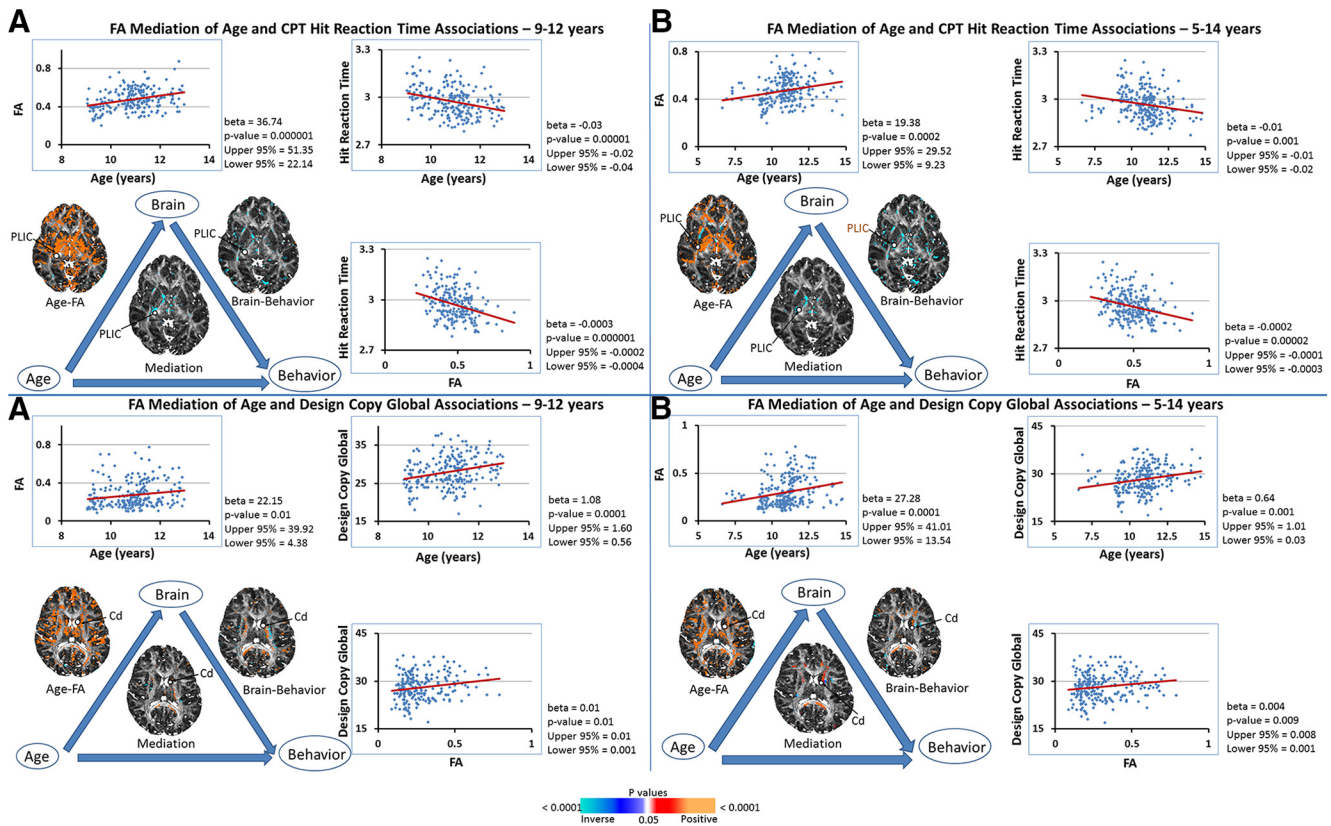 A
FA Mediation of Age and CPT Hit Reaction Time Associations – 9-12 years
0.8
0.4
0
FA
8
10
12
14
Age (years)
beta = 36.74
p-value = 0.000001
Upper 95% = 51.35
Lower 95% = 22.14
3.3
3
2.7
Hit Reaction Time
8
10
12
14
Age (years)
beta = -0.03
p-value = 0.00001
Upper 95% = -0.02
Lower 95% = -0.04
Brain
PLIC
Age-FA
PLIC
Brain-Behavior
PLIC
Mediation
Age
Behavior
3.3
3
2.7
Hit Reaction Time
0
0.5
1
FA
beta = -0.0003
p-value = 0.000001
Upper 95% = -0.0002
Lower 95% = -0.0004
B
FA Mediation of Age and CPT Hit Reaction Time Associations – 5-14 years
0.8
0.4
0
FA
5
7.5
10
12.5
15
Age (years)
beta = 19.38
p-value = 0.0002
Upper 95% = 29.52
Lower 95% = 9.23
3.3
3
2.7
Hit Reaction Time
5
7.5
10
12.5
15
Age (years)
beta = -0.01
p-value = 0.001
Upper 95% = -0.01
Lower 95% = -0.02
Brain
PLIC
Age-FA
PLIC
Brain-Behavior
PLIC
Mediation
Age
Behavior
3.3
3
2.7
Hit Reaction Time
0
0.5
1
FA
beta = -0.0002
p-value = 0.00002
Upper 95% = -0.0001
Lower 95% = -0.0003
A
FA Mediation of Age and Design Copy Global Associations – 9-12 years
0.8
0.4
0
FA
8
10
12
14
Age (years)
beta = 22.15
p-value = 0.01
Upper 95% = 39.92
Lower 95% = 4.38
35
25
15
Design Copy Global
8
10
12
14
Age (years)
beta = 1.08
p-value = 0.0001
Upper 95% = 1.60
Lower 95% = 0.56
Brain
Cd
Age-FA
Cd
Brain-Behavior
Cd
Mediation
Age
Behavior
45
30
15
Design Copy Global
0
0.5
1
FA
beta = 0.01
p-value = 0.01
Upper 95% = 0.01
Lower 95% = 0.001
B
FA Mediation of Age and Design Copy Global Associations – 5-14 years
1
0.5
0
FA
5
7.5
10
12.5
15
Age (years)
beta = 27.28
p-value = 0.0001
Upper 95% = 41.01
Lower 95% = 13.54
45
30
15
Design Copy Global
5
7.5
10
12.5
15
Age (years)
beta = 0.64
p-value = 0.001
Upper 95% = 1.01
Lower 95% = 0.03
Brain
Cd
Age-FA
Cd
Brain-Behavior
Cd
Mediation
Age
Behavior
45
30
15
Design Copy Global
0
0.5
1
FA
beta = 0.004
p-value = 0.009
Upper 95% = 0.008
Lower 95% = 0.001
P values
< 0.0001
< 0.0001
Inverse
0.05
Positive